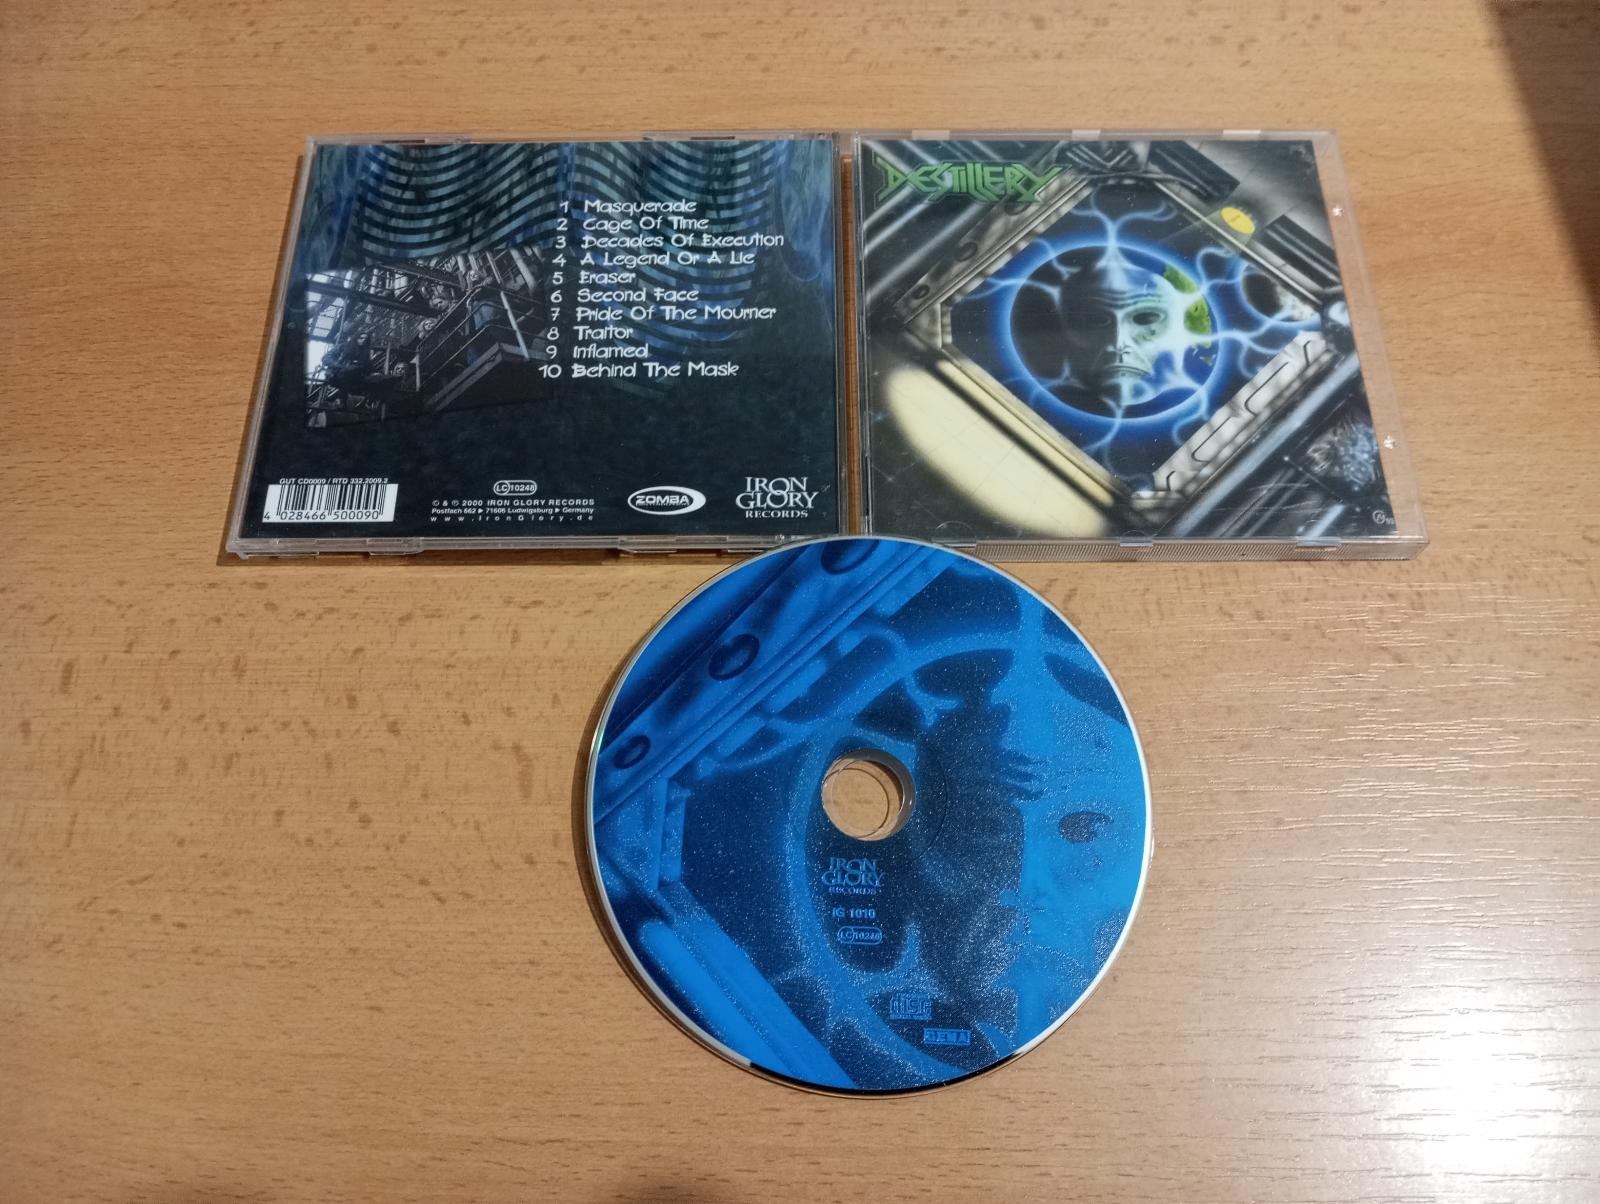 1 Masquerade
2 Cage Of Time
3 Decades Of Execution
4 A Legend Or A Lie
5 Eraser
6 Second Face
7 Pride Of The Mourner
8 Traitor
9 Inflamed
10 Behind The Mask
GUT CD0009 / RTD 332.2009.2
4 028466 500090
LC 10248
© & ℗ 2000 IRON GLORY RECORDS
Postfach 662 ▶ 71606 Ludwigsburg ▶ Germany
www.IronGlory.de
ZOMBA
IRON
GLORY
RECORDS
DESTILLERY
IRON
GLORY
RECORDS
IG 1010
LC 10248
disc
GEMA